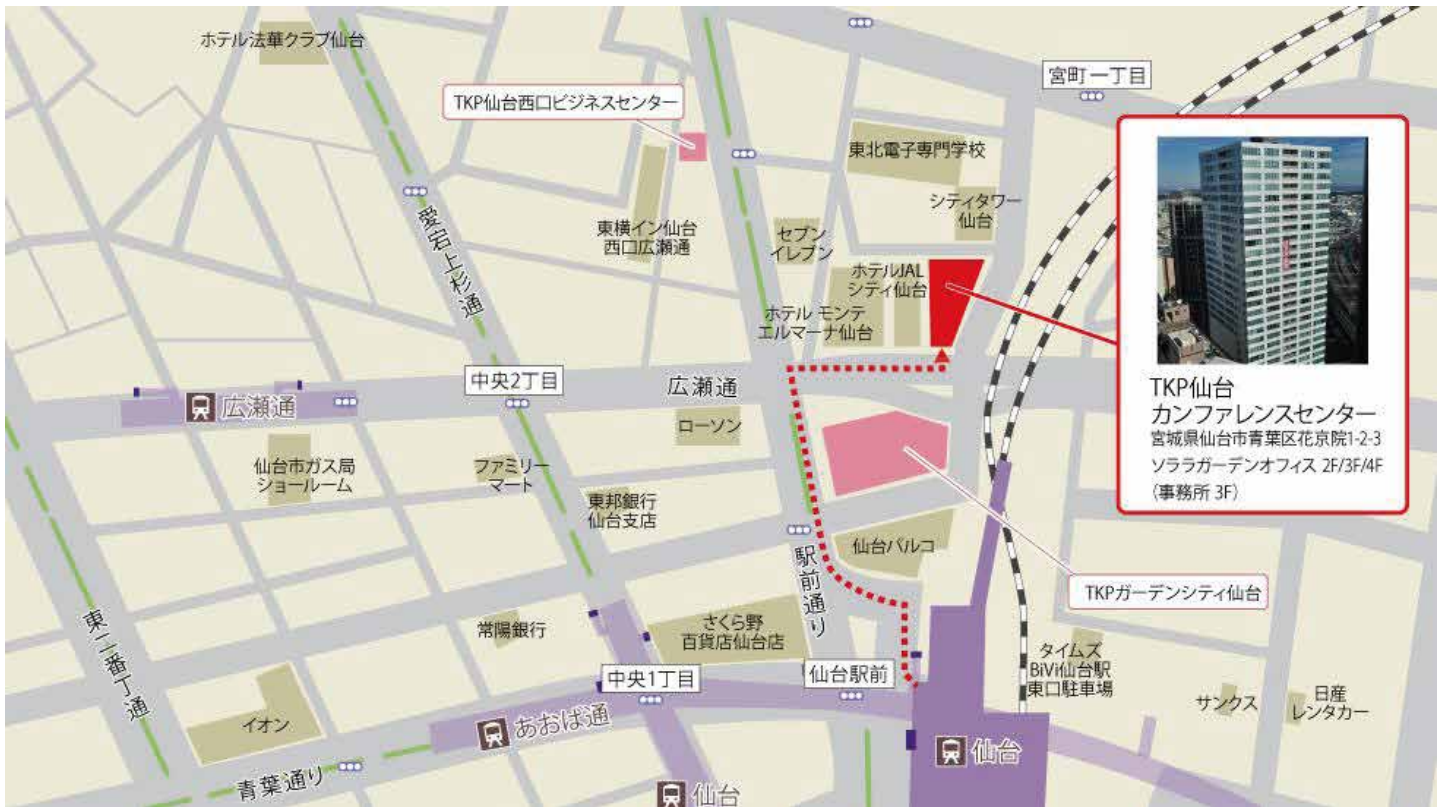 ホテル法華クラブ仙台
宮町一丁目
TKP仙台西口ビジネスセンター
東北電子専門学校
シティタワー
仙台
愛宕上杉通
東横イン仙台
西口広瀬通
セブン
イレブン
ホテルJAL
シティ仙台
ホテル モンテ
エルマーナ仙台
TKP仙台
カンファレンスセンター
宮城県仙台市青葉区花京院1-2-3
ソララガーデンオフィス 2F/3F/4F
(事務所 3F)
中央2丁目
広瀬通
広瀬通
ローソン
仙台市ガス局
ショールーム
ファミリー
マート
東邦銀行
仙台支店
仙台パルコ
駅前通り
TKPガーデンシティ仙台
東二番丁通
常陽銀行
さくら野
百貨店仙台店
中央1丁目
仙台駅前
タイムズ
BiVi仙台駅
東口駐車場
サンクス
日産
レンタカー
イオン
あおば通
仙台
青葉通り
仙台